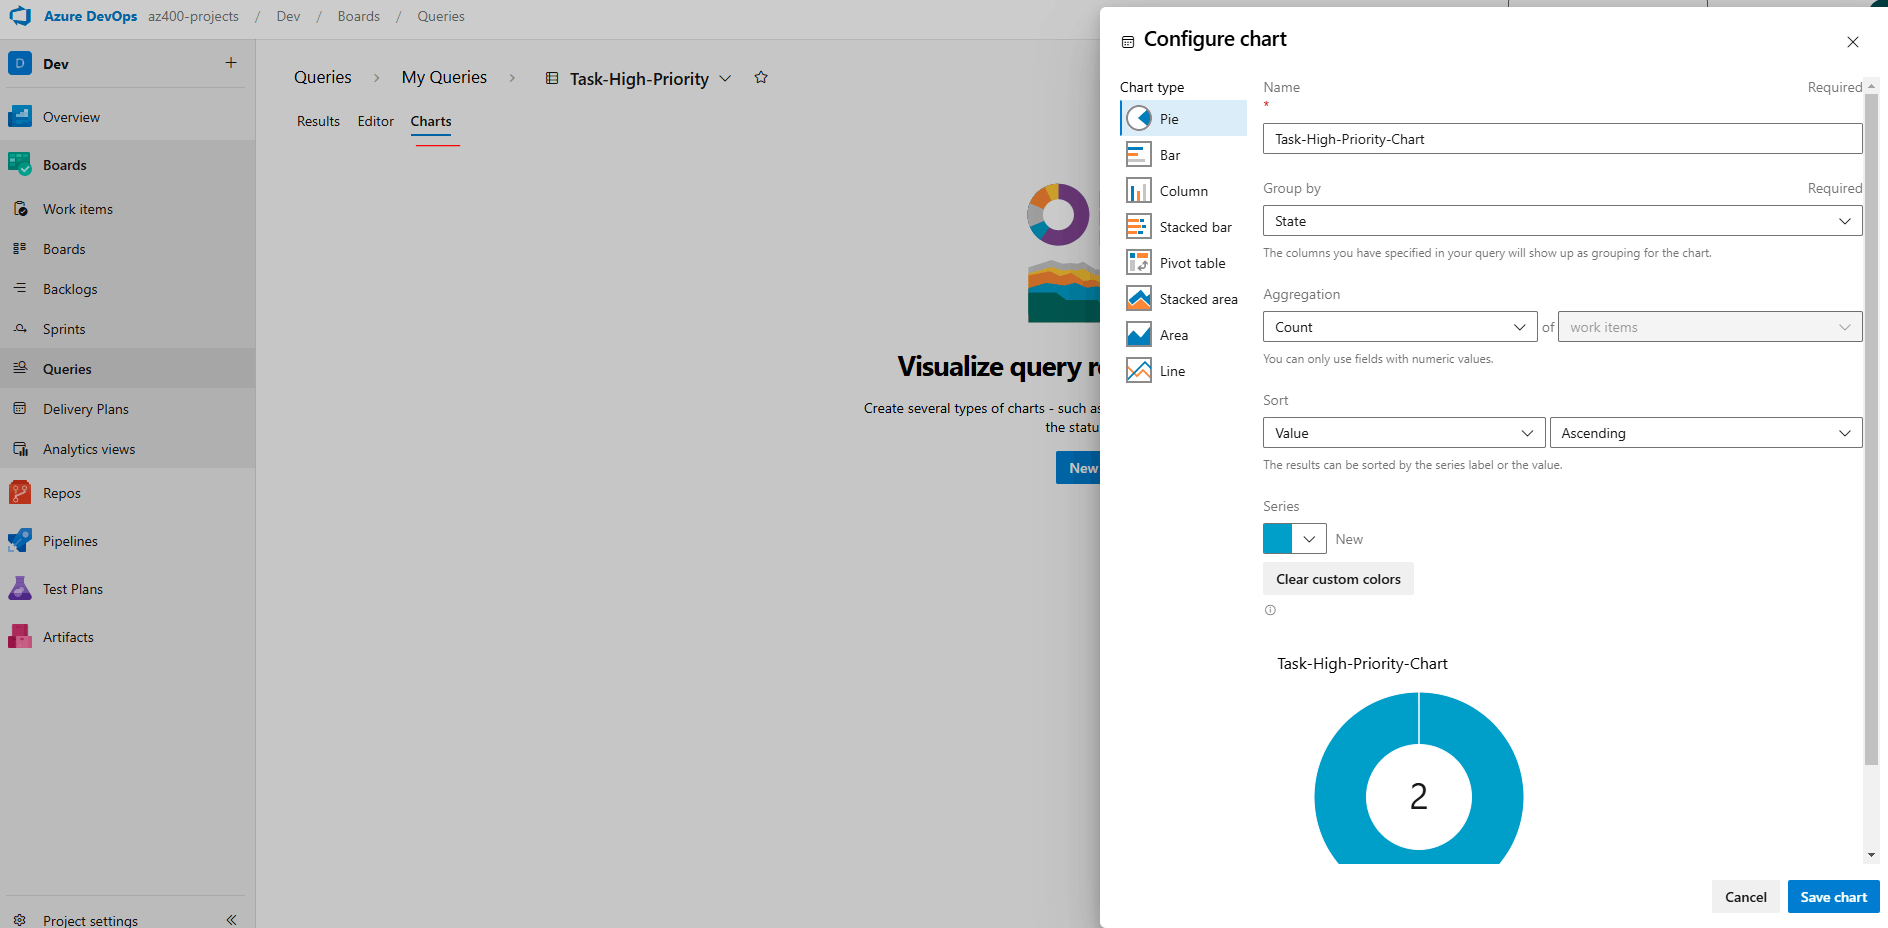 Azure DevOps az400-projects / Dev / Boards / Queries
D Dev +
Overview
Boards
Work items
Boards
Backlogs
Sprints
Queries
Delivery Plans
Analytics views
Repos
Pipelines
Test Plans
Artifacts
Project settings
Queries > My Queries > Task-High-Priority
Results Editor Charts
Visualize query r
Create several types of charts - such as
the statu
New
Configure chart
Chart type
Pie
Bar
Column
Stacked bar
Pivot table
Stacked area
Area
Line
Name Required
*
Task-High-Priority-Chart
Group by Required
State
The columns you have specified in your query will show up as grouping for the chart.
Aggregation
Count of work items
You can only use fields with numeric values.
Sort
Value Ascending
The results can be sorted by the series label or the value.
Series
New
Clear custom colors
Task-High-Priority-Chart
2
Cancel Save chart